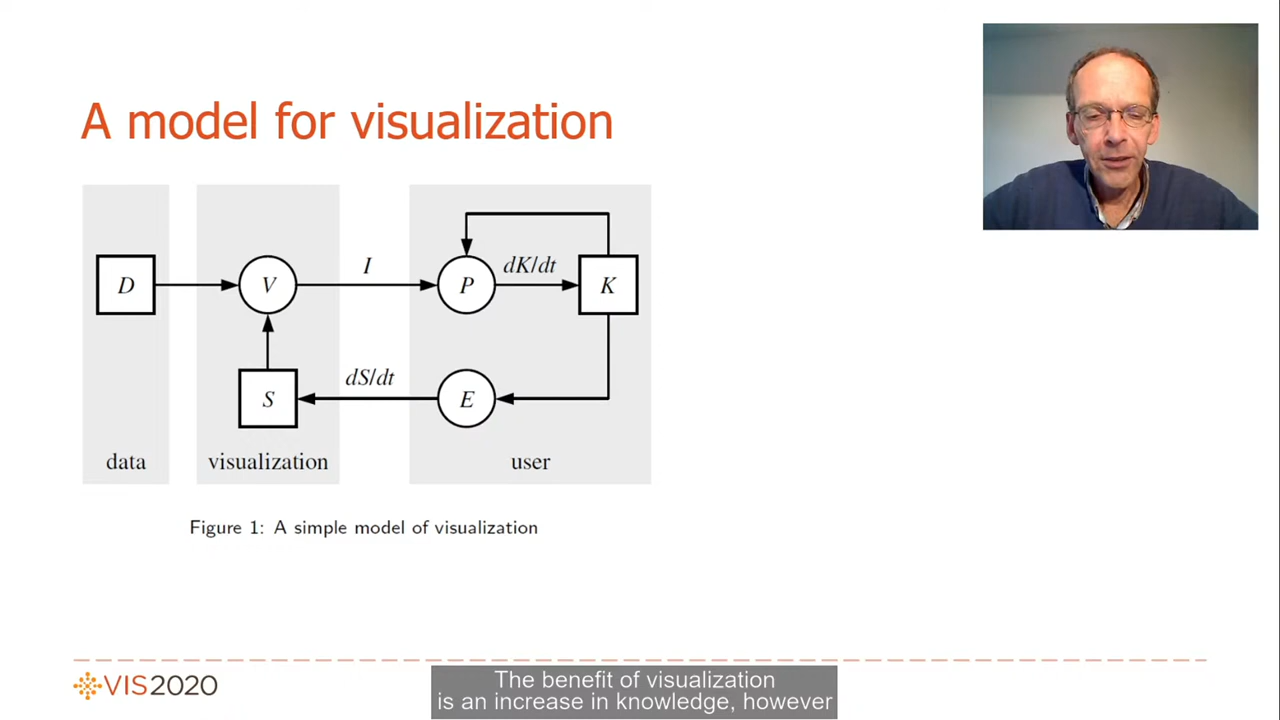 A model for visualization
I
dK/dt
D
V
P
K
dS/dt
S
E
data
visualization
user
Figure 1: A simple model of visualization
VIS2020
The benefit of visualization
is an increase in knowledge, however